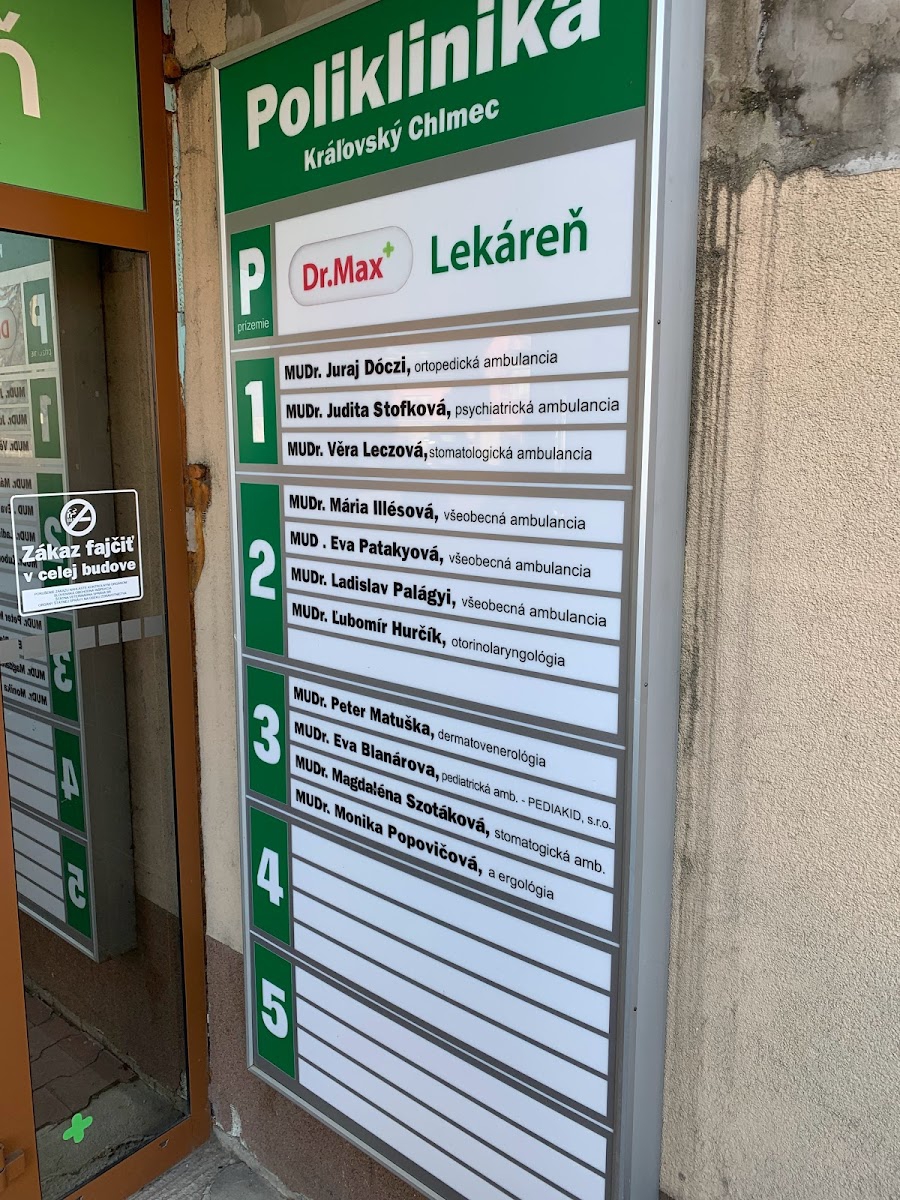 ň
Poliklinika
Kráľovský Chlmec
P
prízemie
Dr.Max+
Lekáreň
1
MUDr. Juraj Dóczi, ortopedická ambulancia
MUDr. Judita Stofková, psychiatrická ambulancia
MUDr. Věra Leczová, stomatologická ambulancia
2
MUDr. Mária Illésová, všeobecná ambulancia
MUD . Eva Patakyová, všeobecná ambulancia
MUDr. Ladislav Palágyi, všeobecná ambulancia
MUDr. Ľubomír Hurčík, otorinolaryngológia
3
MUDr. Peter Matuška, dermatovenerológia
MUDr. Eva Blanárova, pediatrická amb. - PEDIAKID, s.r.o.
MUDr. Magdaléna Szotáková, stomatogická amb.
MUDr. Monika Popovičová, a ergológia
4
5
Zákaz fajčiť
v celej budove